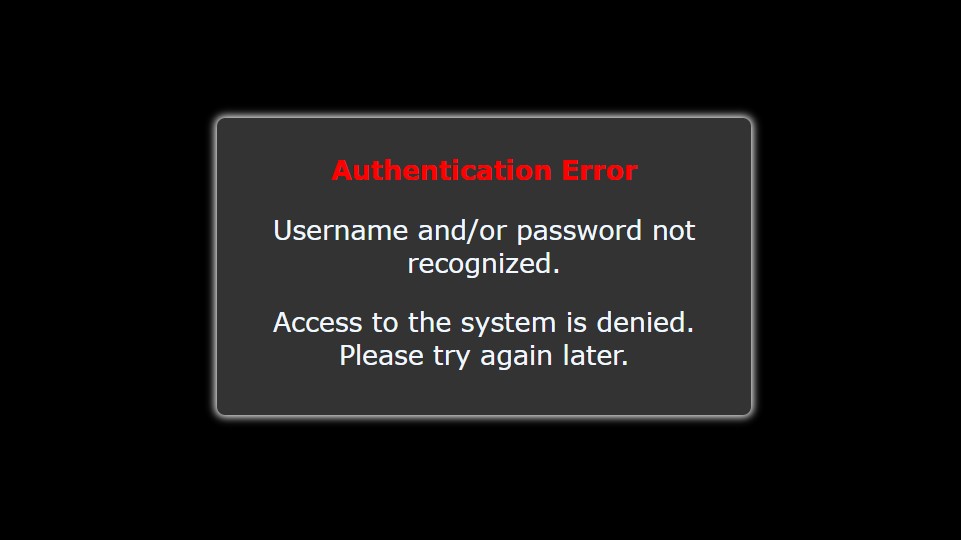 Authentication Error
Username and/or password not
recognized.
Access to the system is denied.
Please try again later.